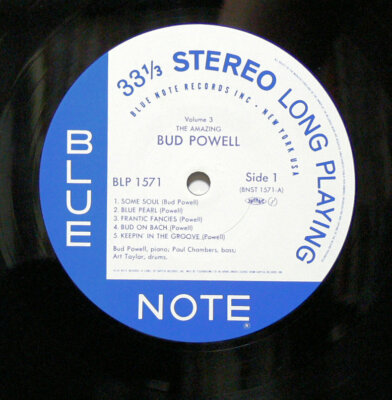 33⅓ STEREO LONG PLAYING
BLUE NOTE RECORDS INC • NEW YORK USA
Volume 3
THE AMAZING
BUD POWELL
BLP 1571
Side 1
(BNST 1571-A)
1. SOME SOUL (Bud Powell)
2. BLUE PEARL (Powell)
3. FRANTIC FANCIES (Powell)
4. BUD ON BACH (Powell)
5. KEEPIN' IN THE GROOVE (Powell)
Bud Powell, piano; Paul Chambers, bass;
Art Taylor, drums.
BLUE
NOTE